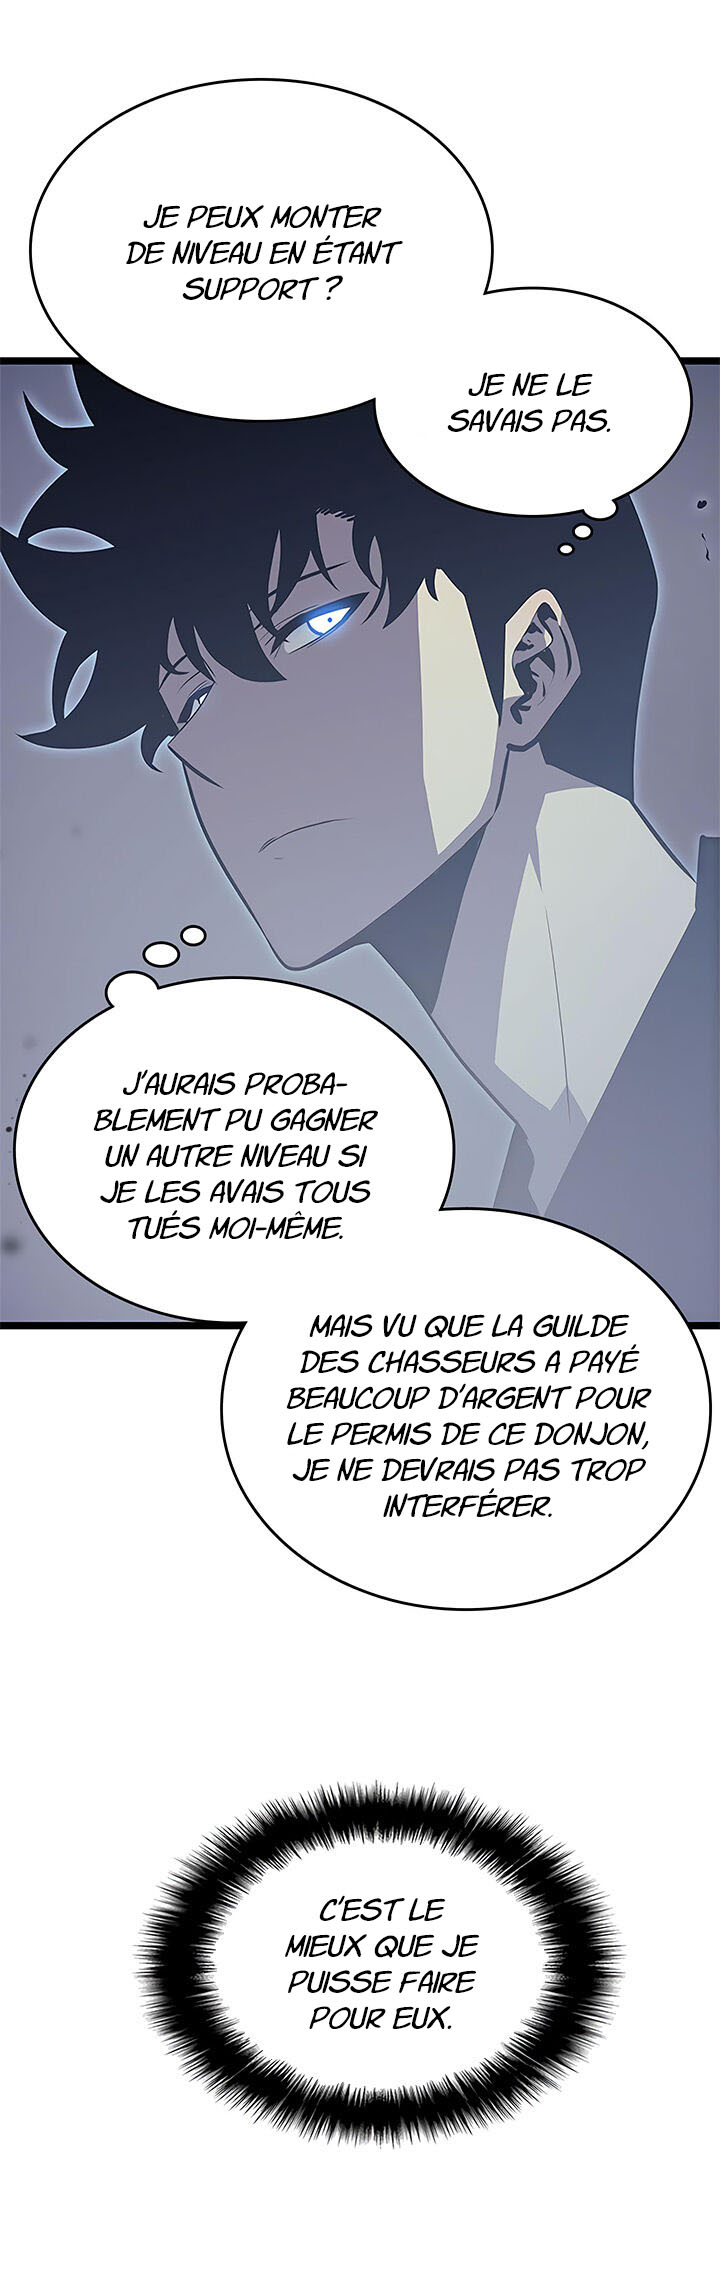 JE PEUX MONTER
DE NIVEAU EN ÉTANT
SUPPORT ?
JE NE LE
SAVAIS PAS.
J'AURAIS PROBA-
BLEMENT PU GAGNER
UN AUTRE NIVEAU SI
JE LES AVAIS TOUS
TUÉS MOI-MÊME.
MAIS VU QUE LA GUILDE
DES CHASSEURS A PAYÉ
BEAUCOUP D'ARGENT POUR
LE PERMIS DE CE DONJON,
JE NE DEVRAIS PAS TROP
INTERFÉRER.
C'EST LE
MIEUX QUE JE
PUISSE FAIRE
POUR EUX.